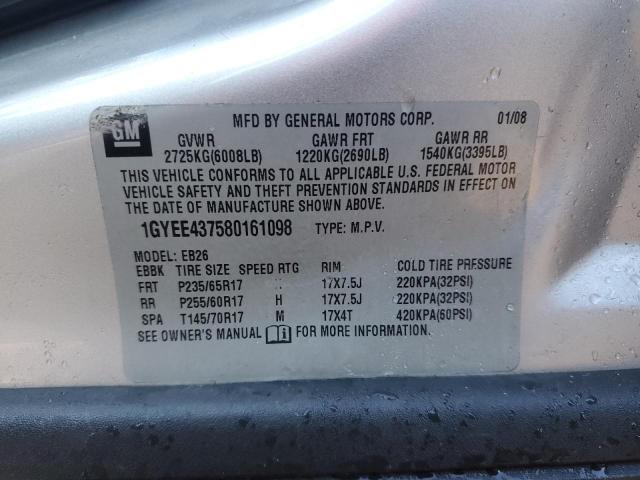 MFD BY GENERAL MOTORS CORP. 01/08
GM
GVWR GAWR FRT GAWR RR
2725KG(6008LB) 1220KG(2690LB) 1540KG(3395LB)
THIS VEHICLE CONFORMS TO ALL APPLICABLE U.S. FEDERAL MOTOR
VEHICLE SAFETY AND THEFT PREVENTION STANDARDS IN EFFECT ON
THE DATE OF MANUFACTURE SHOWN ABOVE.
1GYEE437580161098 TYPE: M.P.V.
MODEL: EB26
EBBK TIRE SIZE SPEED RTG RIM COLD TIRE PRESSURE
FRT P235/65R17 17X7.5J 220KPA(32PSI)
RR P255/60R17 H 17X7.5J 220KPA(32PSI)
SPA T145/70R17 M 17X4T 420KPA(60PSI)
SEE OWNER'S MANUAL FOR MORE INFORMATION.